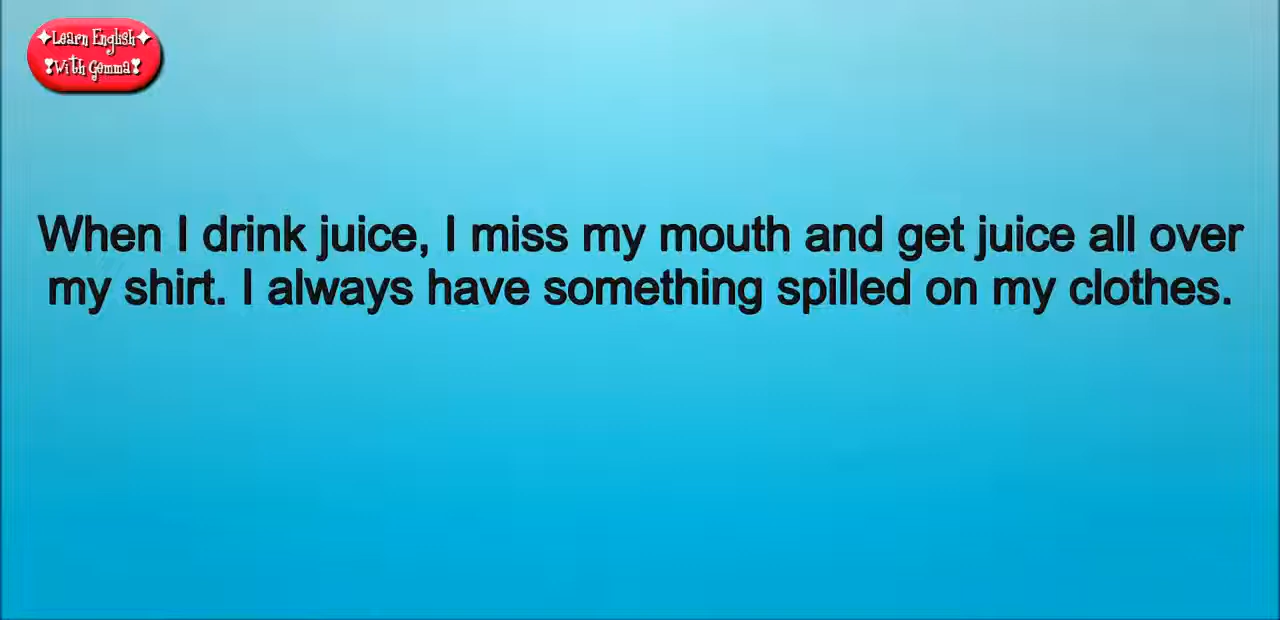 Learn English
With Gemma
When I drink juice, I miss my mouth and get juice all over
my shirt. I always have something spilled on my clothes.